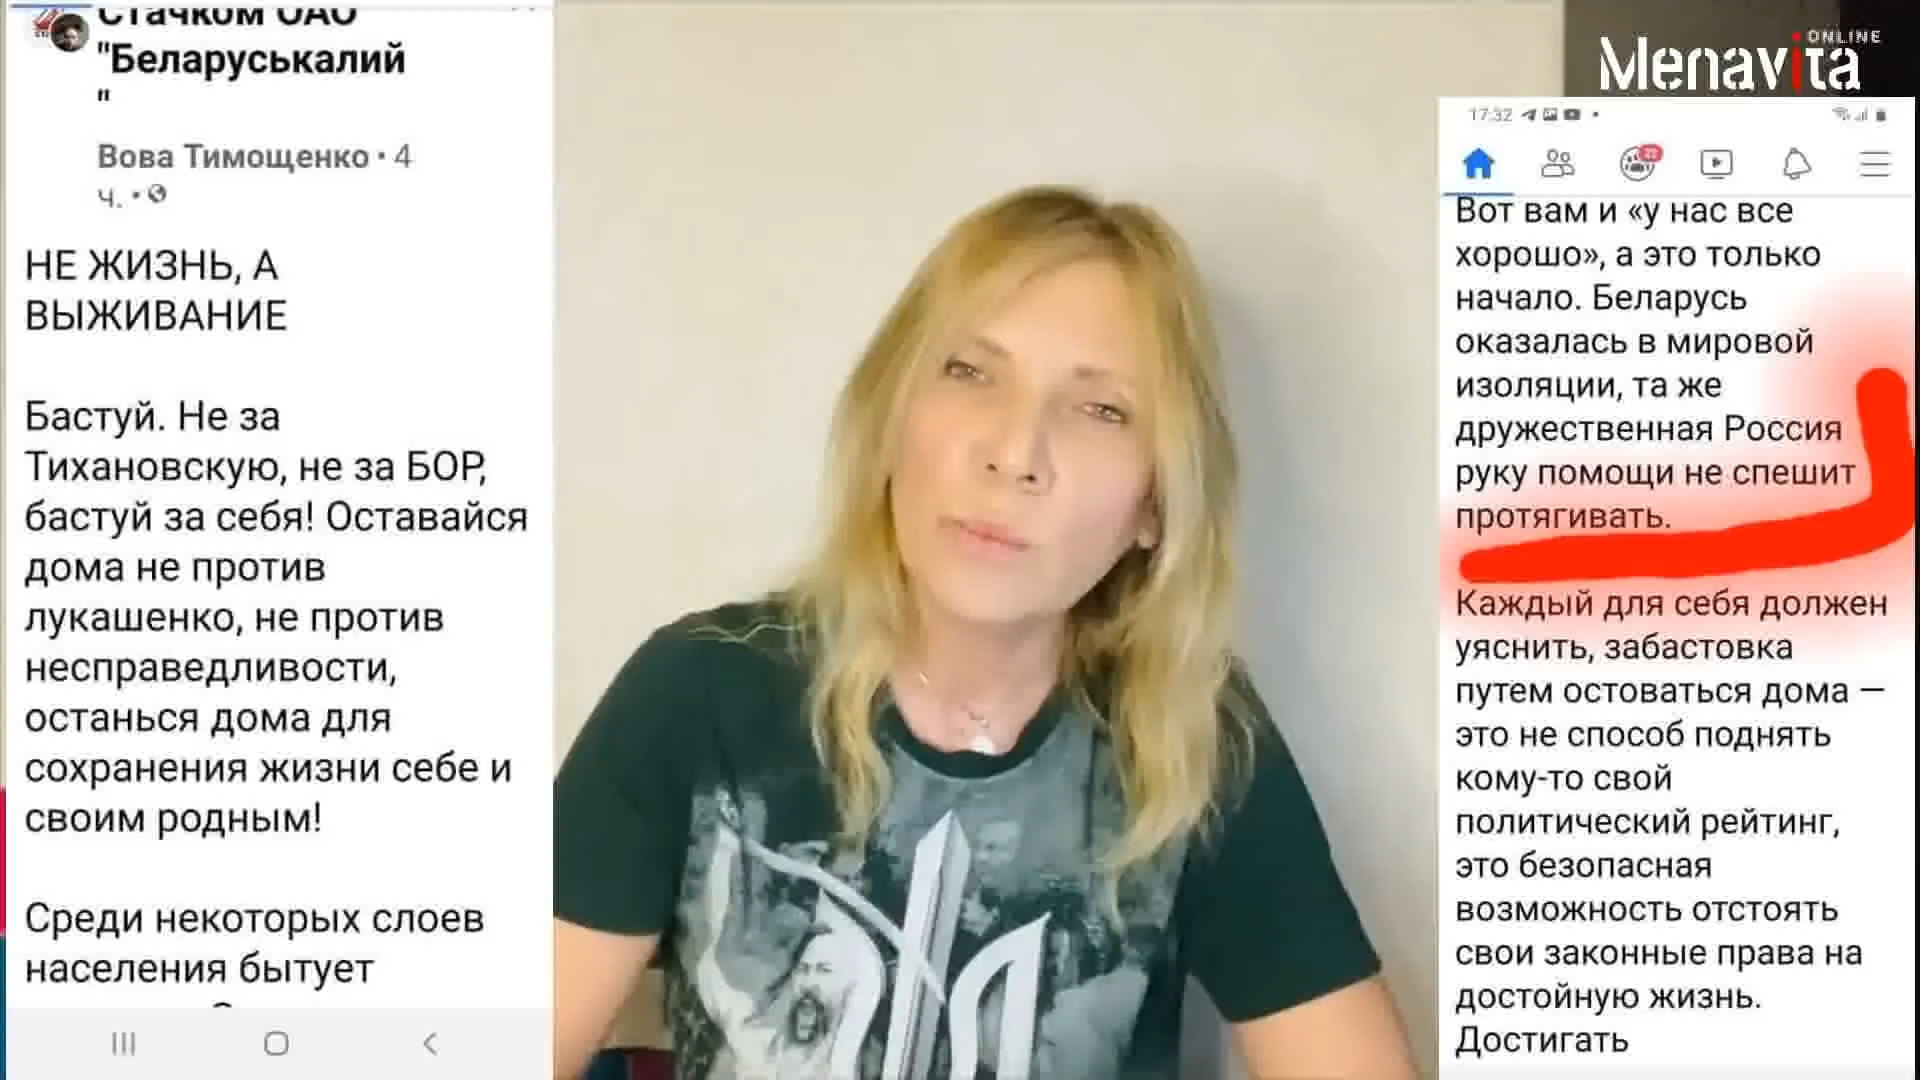 Стачком ОАО
"Беларуськалий
"
Вова Тимощенко • 4
ч. •
НЕ ЖИЗНЬ, А
ВЫЖИВАНИЕ
Бастуй. Не за
Тихановскую, не за БОР,
бастуй за себя! Оставайся
дома не против
лукашенко, не против
несправедливости,
останься дома для
сохранения жизни себе и
своим родным!
Среди некоторых слоев
населения бытует
ONLINE
Menavita
17:32
22
Вот вам и «у нас все
хорошо», а это только
начало. Беларусь
оказалась в мировой
изоляции, та же
дружественная Россия
руку помощи не спешит
протягивать.
Каждый для себя должен
уяснить, забастовка
путем остоваться дома —
это не способ поднять
кому-то свой
политический рейтинг,
это безопасная
возможность отстоять
свои законные права на
достойную жизнь.
Достигать